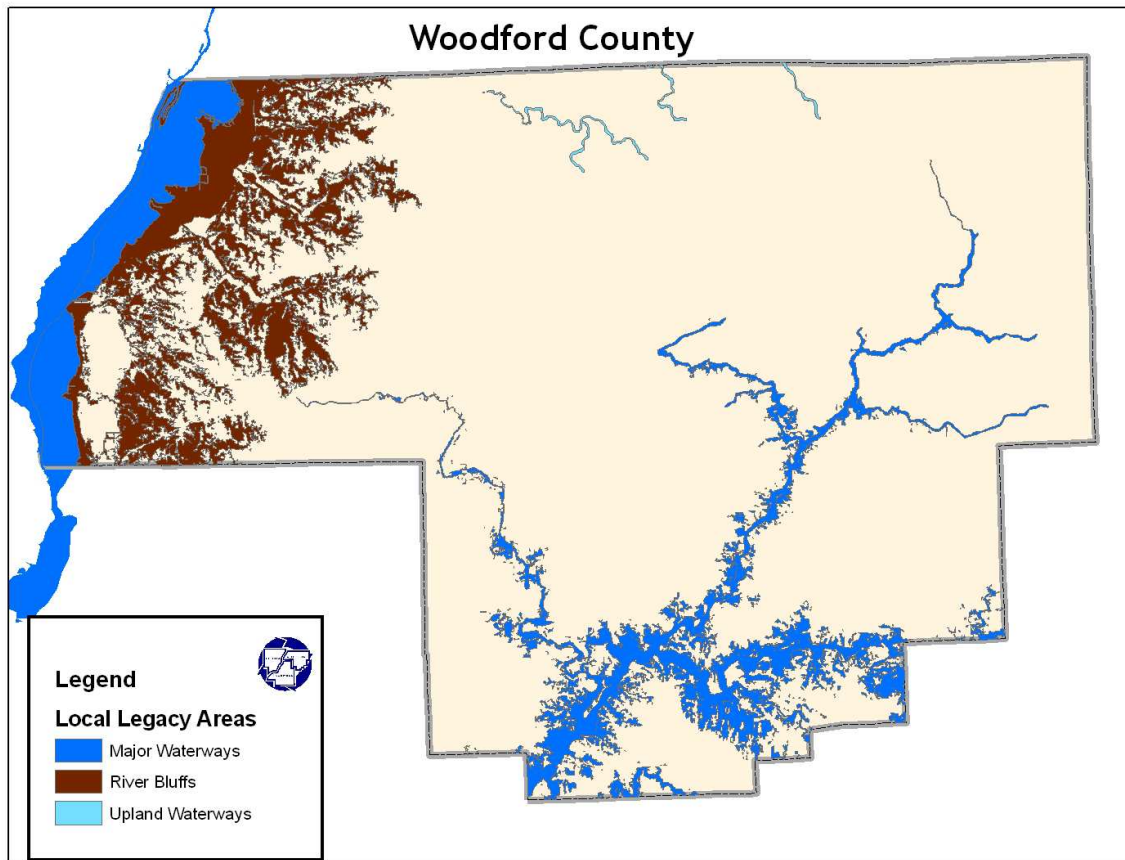 Woodford County
Legend
Local Legacy Areas
Major Waterways
River Bluffs
Upland Waterways